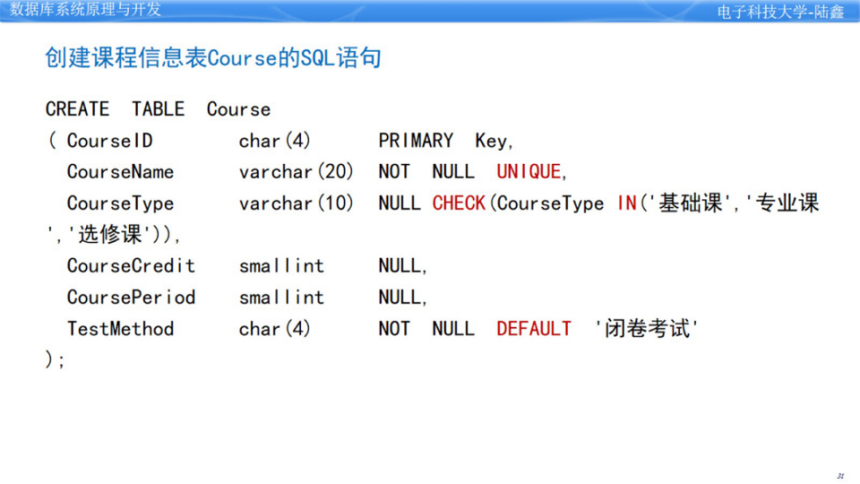 数据库系统原理与开发
电子科技大学-陆鑫
创建课程信息表Course的SQL语句
CREATE TABLE Course
( CourseID char(4) PRIMARY Key,
CourseName varchar(20) NOT NULL UNIQUE,
CourseType varchar(10) NULL CHECK(CourseType IN('基础课','专业课
','选修课')),
CourseCredit smallint NULL,
CoursePeriod smallint NULL,
TestMethod char(4) NOT NULL DEFAULT '闭卷考试'
);